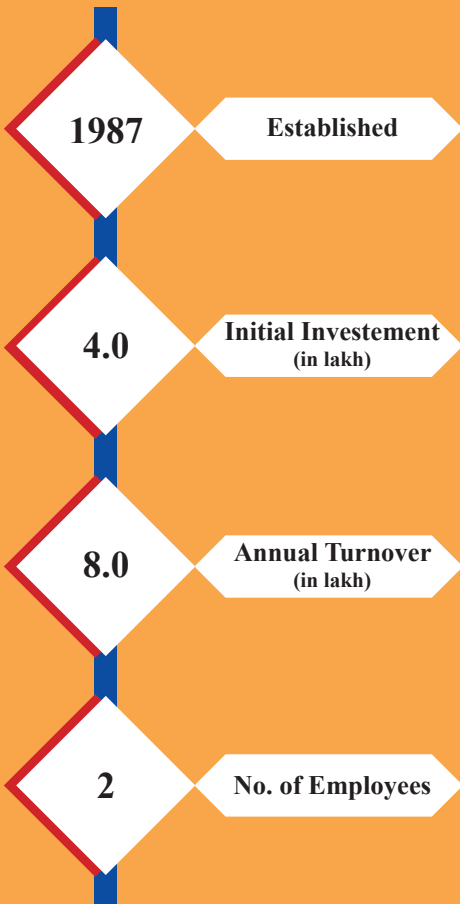 1987
Established
4.0
Initial Investement
(in lakh)
8.0
Annual Turnover
(in lakh)
2
No. of Employees